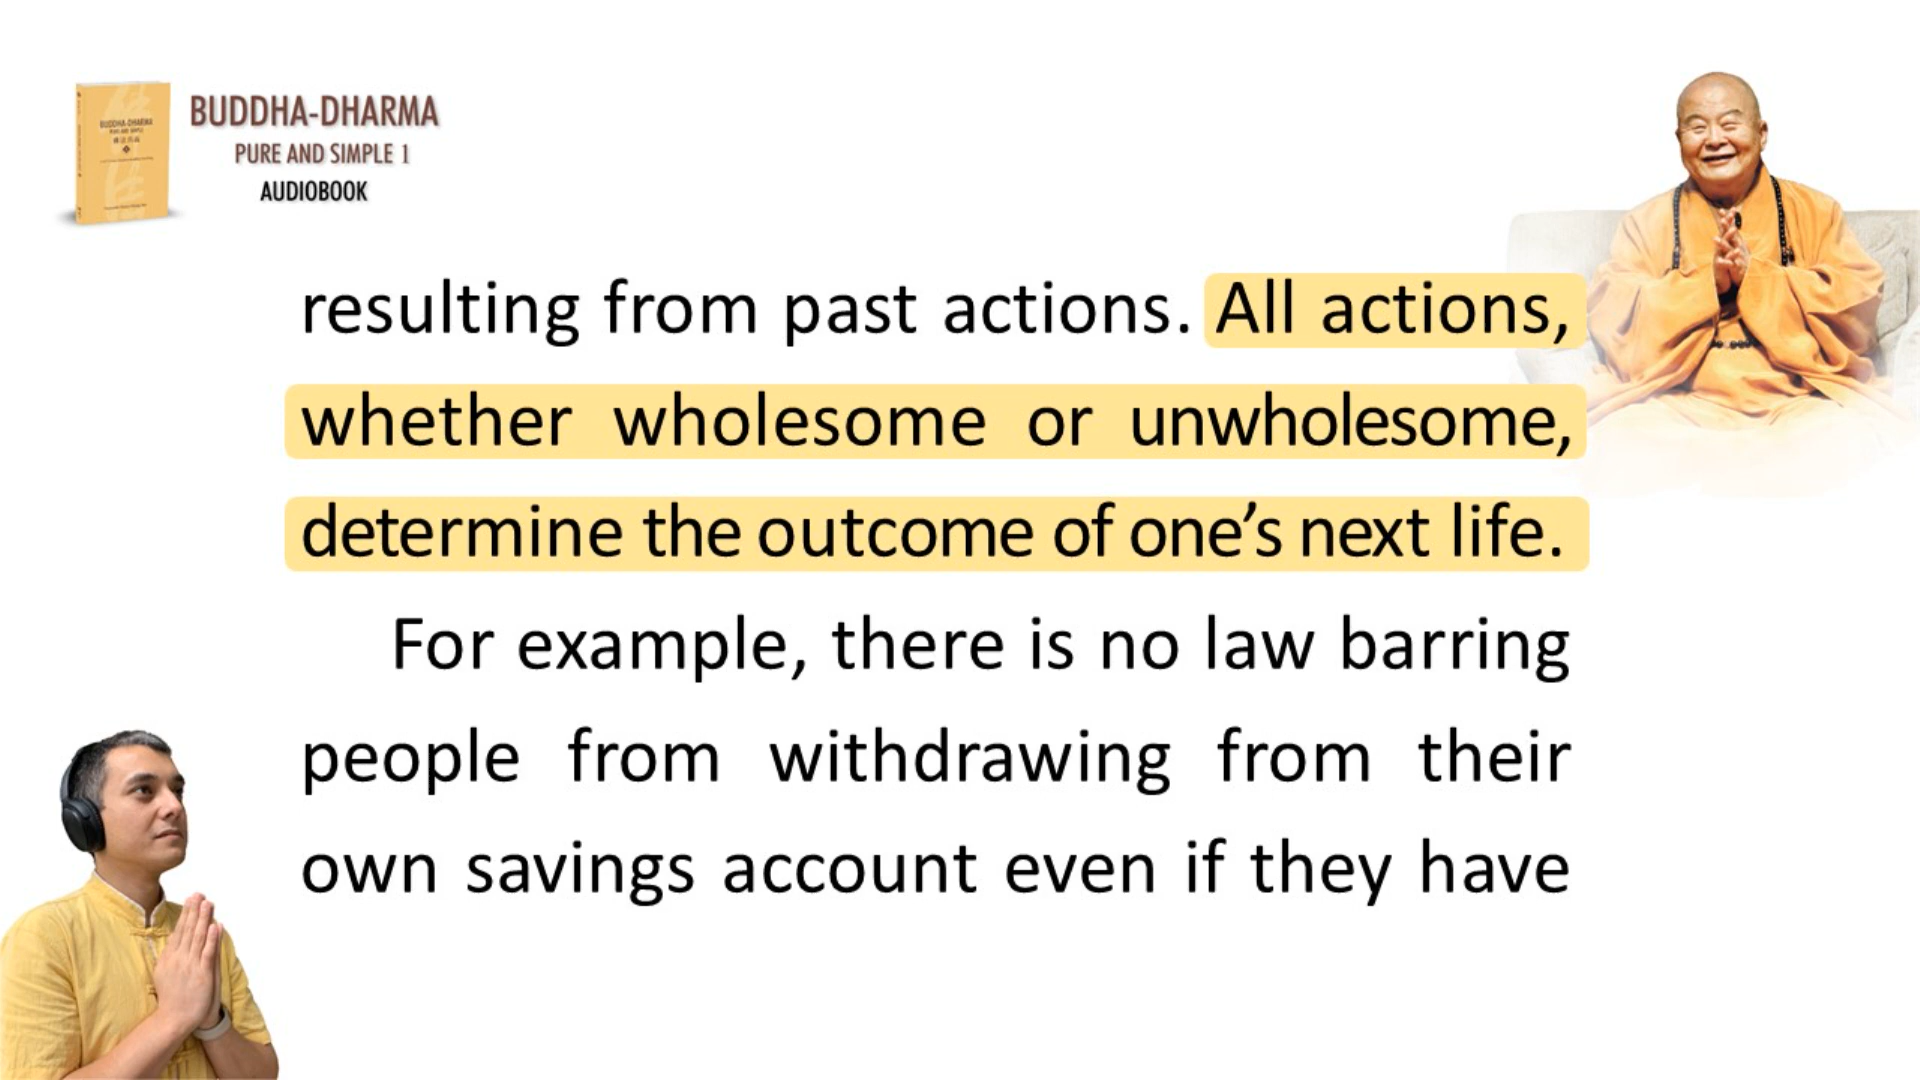 BUDDHA-DHARMA
PURE AND SIMPLE 1
AUDIOBOOK
BUDDHA-DHARMA
resulting from past actions. All actions,
whether wholesome or unwholesome,
determine the outcome of one’s next life.
For example, there is no law barring
people from withdrawing from their
own savings account even if they have